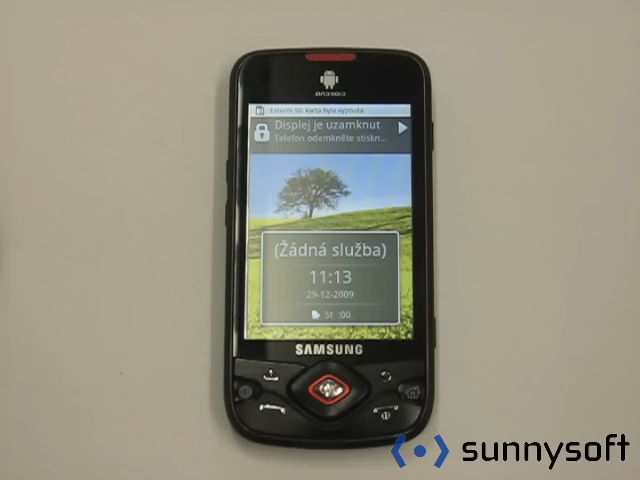 ANDROID
Externí SD karta byla vyjmuta
Displej je uzamknut
Telefon odemkněte stiskn...
(Žádná služba)
11:13
29-12-2009
St :00
SAMSUNG
sunnysoft